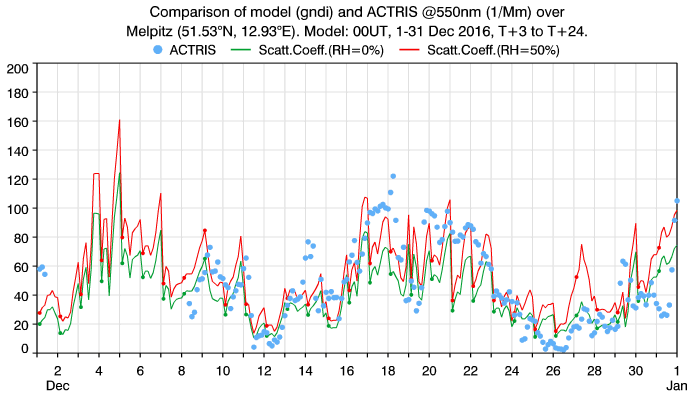 Comparison of model (gndi) and ACTRIS @550nm (1/Mm) over
Melpitz (51.53°N, 12.93°E). Model: 00UT, 1-31 Dec 2016, T+3 to T+24.
ACTRIS Scatt.Coeff.(RH=0%) Scatt.Coeff.(RH=50%)
200
180
160
140
120
100
80
60
40
20
0
2 4 6 8 10 12 14 16 18 20 22 24 26 28 30 1
Dec Jan